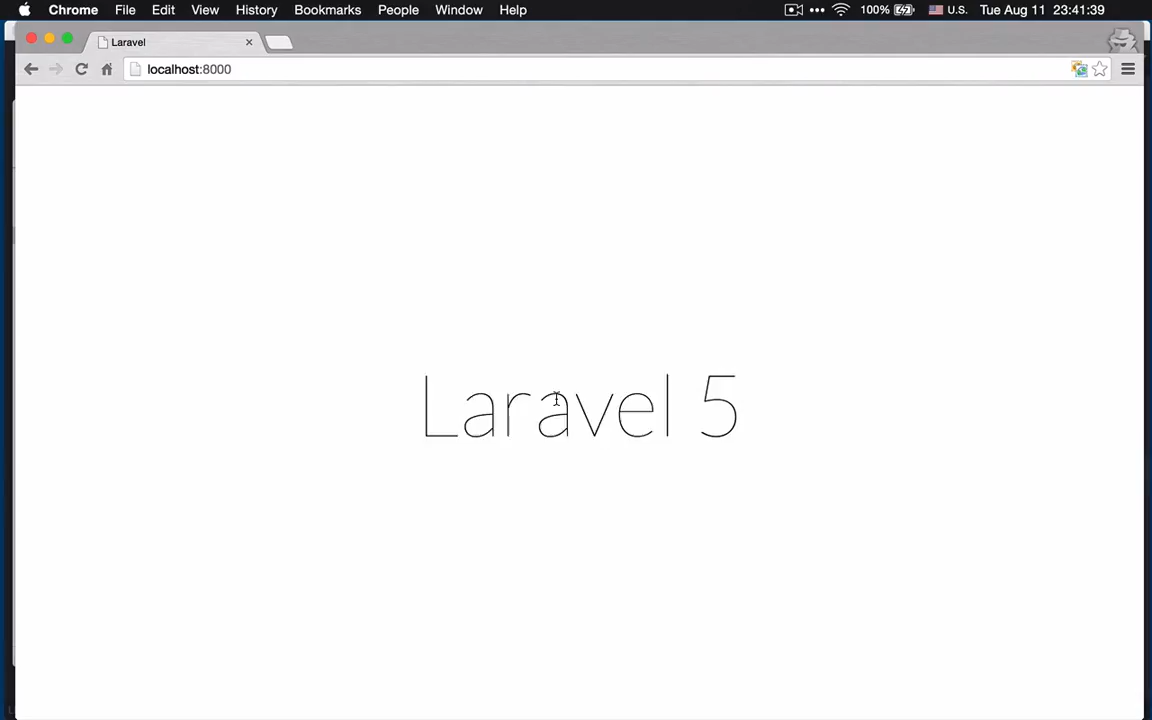 Chrome File Edit View History Bookmarks People Window Help 100% U.S. Tue Aug 11 23:41:39
Laravel
localhost:8000
Laravel 5